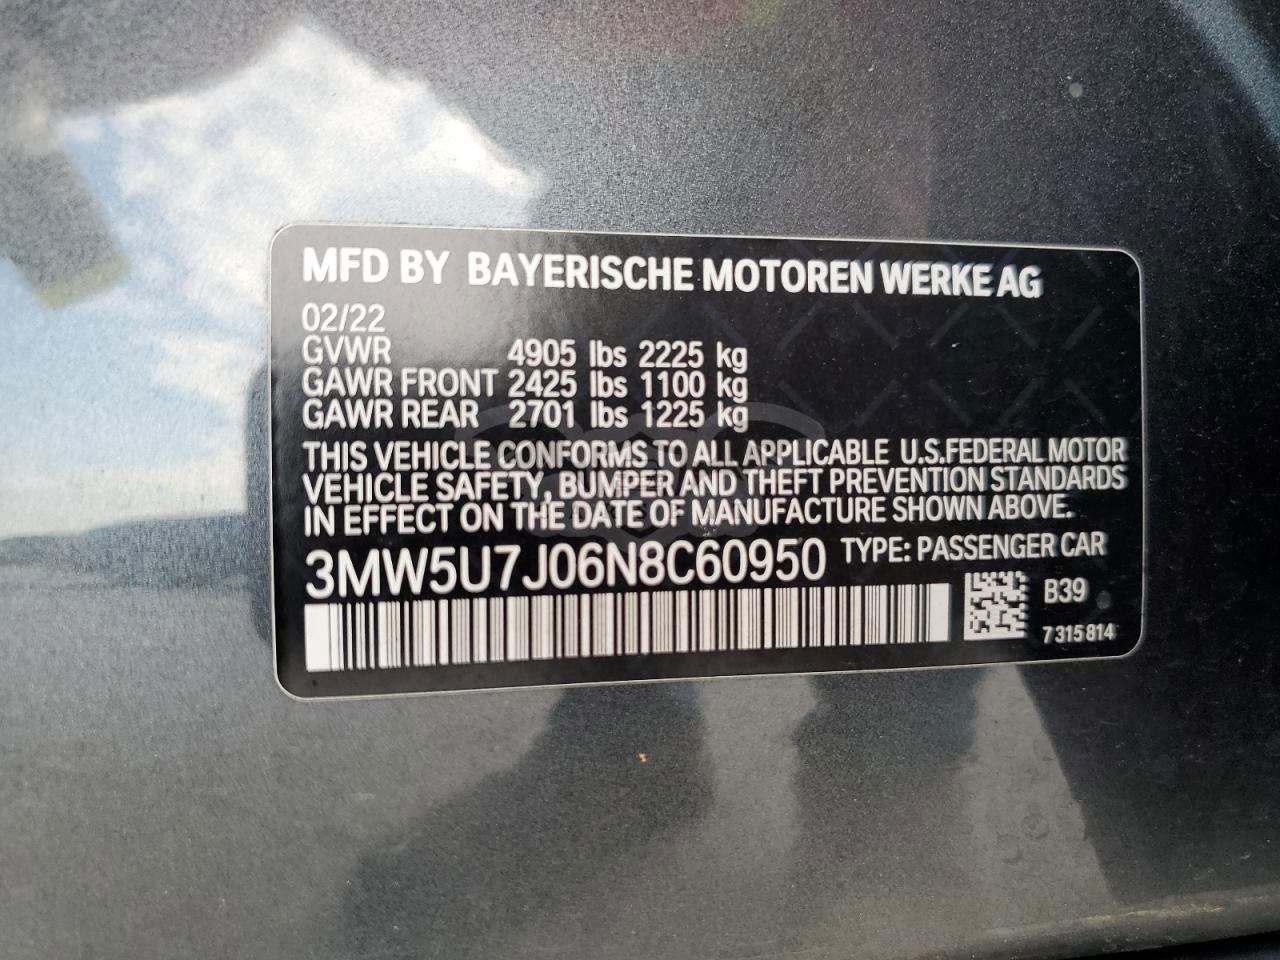 MFD BY BAYERISCHE MOTOREN WERKE AG
02/22
GVWR 4905 lbs 2225 kg
GAWR FRONT 2425 lbs 1100 kg
GAWR REAR 2701 lbs 1225 kg
THIS VEHICLE CONFORMS TO ALL APPLICABLE U.S.FEDERAL MOTOR
VEHICLE SAFETY, BUMPER AND THEFT PREVENTION STANDARDS
IN EFFECT ON THE DATE OF MANUFACTURE SHOWN ABOVE.
3MW5U7J06N8C60950 TYPE: PASSENGER CAR
B39
7 315 814